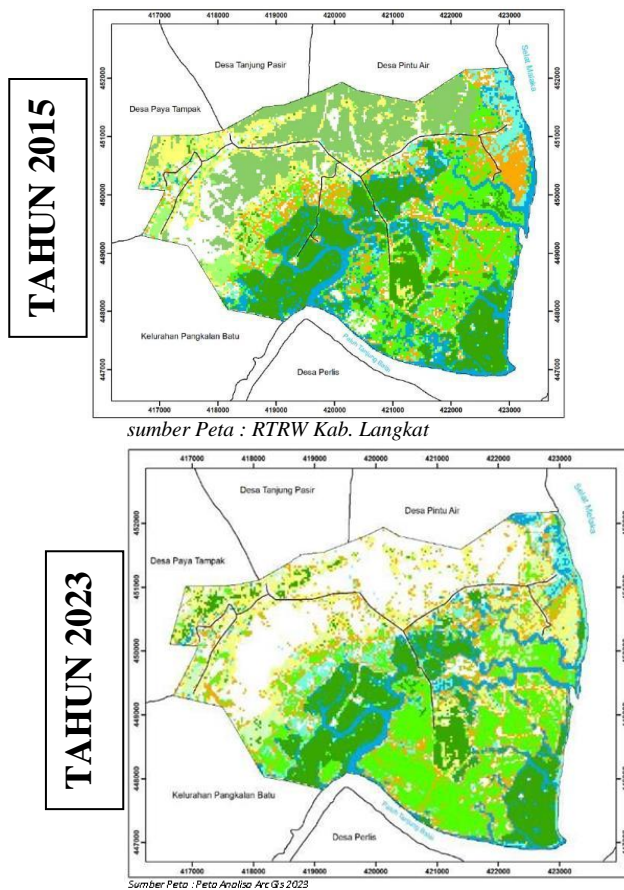 TAHUN 2015
417000 418000 419000 420000 421000 422000 423000
452000
451000
450000
449000
448000
447000
Desa Tanjung Pasir
Desa Pintu Air
Selat Malaka
Desa Paya Tampak
Kelurahan Pangkalan Batu
Desa Perlis
417000 418000 419000 420000 421000 422000 423000
sumber Peta : RTRW Kab. Langkat
TAHUN 2023
417000 418000 419000 420000 421000 422000 423000
452000
451000
450000
449000
448000
447000
Desa Tanjung Pasir
Desa Pintu Air
Selat Melaka
Desa Paya Tampak
Kelurahan Pangkalan Batu
Desa Perlis
417000 418000 419000 420000 421000 422000 423000
Sumber Peta : Peta Analisa Arc Gis 2023